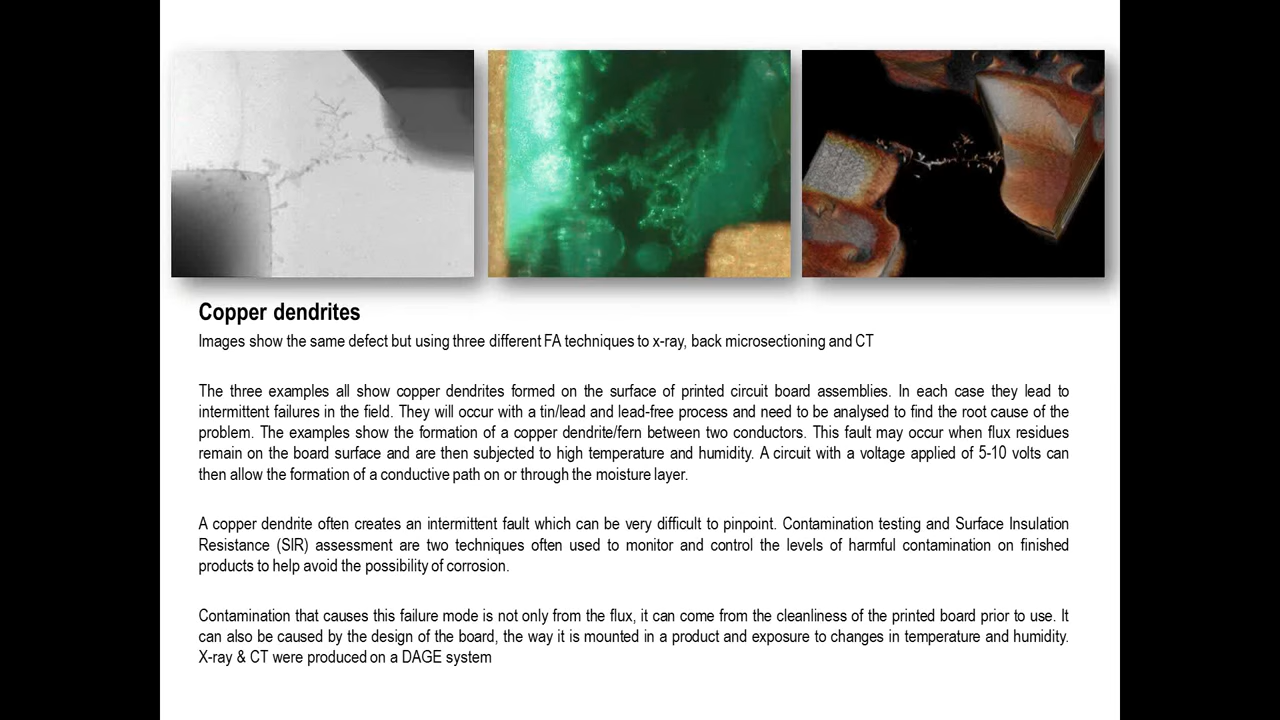 Copper dendrites
Images show the same defect but using three different FA techniques to x-ray, back microsectioning and CT
The three examples all show copper dendrites formed on the surface of printed circuit board assemblies. In each case they lead to
intermittent failures in the field. They will occur with a tin/lead and lead-free process and need to be analysed to find the root cause of the
problem. The examples show the formation of a copper dendrite/fern between two conductors. This fault may occur when flux residues
remain on the board surface and are then subjected to high temperature and humidity. A circuit with a voltage applied of 5-10 volts can
then allow the formation of a conductive path on or through the moisture layer.
A copper dendrite often creates an intermittent fault which can be very difficult to pinpoint. Contamination testing and Surface Insulation
Resistance (SIR) assessment are two techniques often used to monitor and control the levels of harmful contamination on finished
products to help avoid the possibility of corrosion.
Contamination that causes this failure mode is not only from the flux, it can come from the cleanliness of the printed board prior to use. It
can also be caused by the design of the board, the way it is mounted in a product and exposure to changes in temperature and humidity.
X-ray & CT were produced on a DAGE system